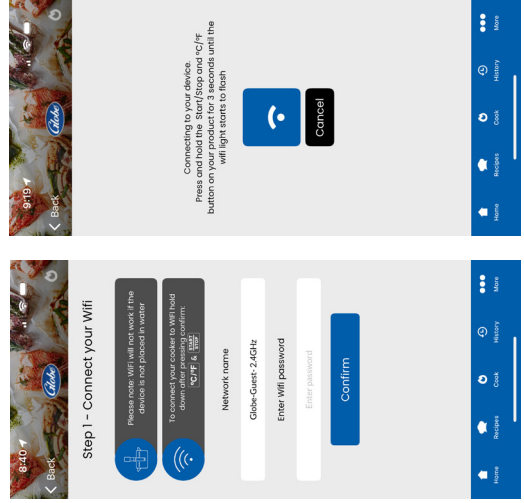 8:40
Globe
Back
Step 1 - Connect your Wifi
Please note: WiFi will not work if the
device is not placed in water
To connect your cooker to WIFI hold
down after pressing confirm:
°C/°F & START
STOP
Network name
Globe-Guest- 2.4GHz
Enter Wifi password
Enter password
Confirm
Home
Recipes
Cook
History
More
9:19
Globe
Back
Connecting to your device.
Press and hold the Start/Stop and °C/°F
button on your product for 3 seconds until the
wifi light starts to flash
Cancel
Home
Recipes
Cook
History
More